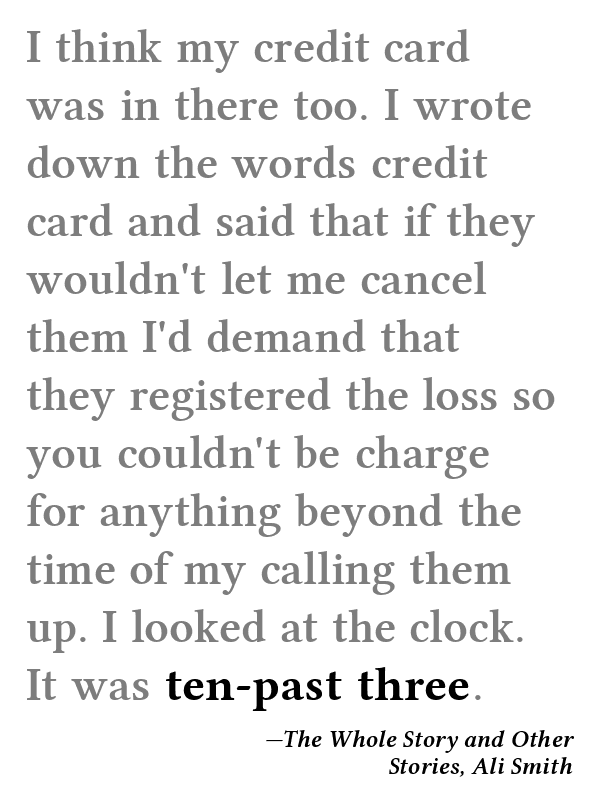 I think my credit card
was in there too. I wrote
down the words credit
card and said that if they
wouldn't let me cancel
them I'd demand that
they registered the loss so
you couldn't be charge
for anything beyond the
time of my calling them
up. I looked at the clock.
It was ten-past three.
—The Whole Story and Other
Stories, Ali Smith